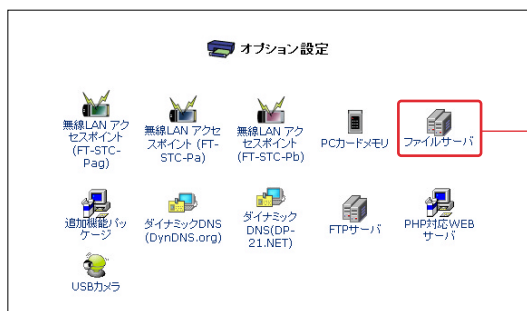 オプション設定
無線LAN アク
セスポイント
(FT-STC-
Pag)
無線LAN アクセ
スポイント (FT-
STC-Pa)
無線LAN アク
セスポイント
(FT-STC-Pb)
PCカードメモリ
ファイルサーバ
追加機能パッ
ケージ
ダイナミックDNS
(DynDNS.org)
ダイナミック
DNS(DP-
21.NET)
FTPサーバ
PHP対応WEB
サーバ
USBカメラ